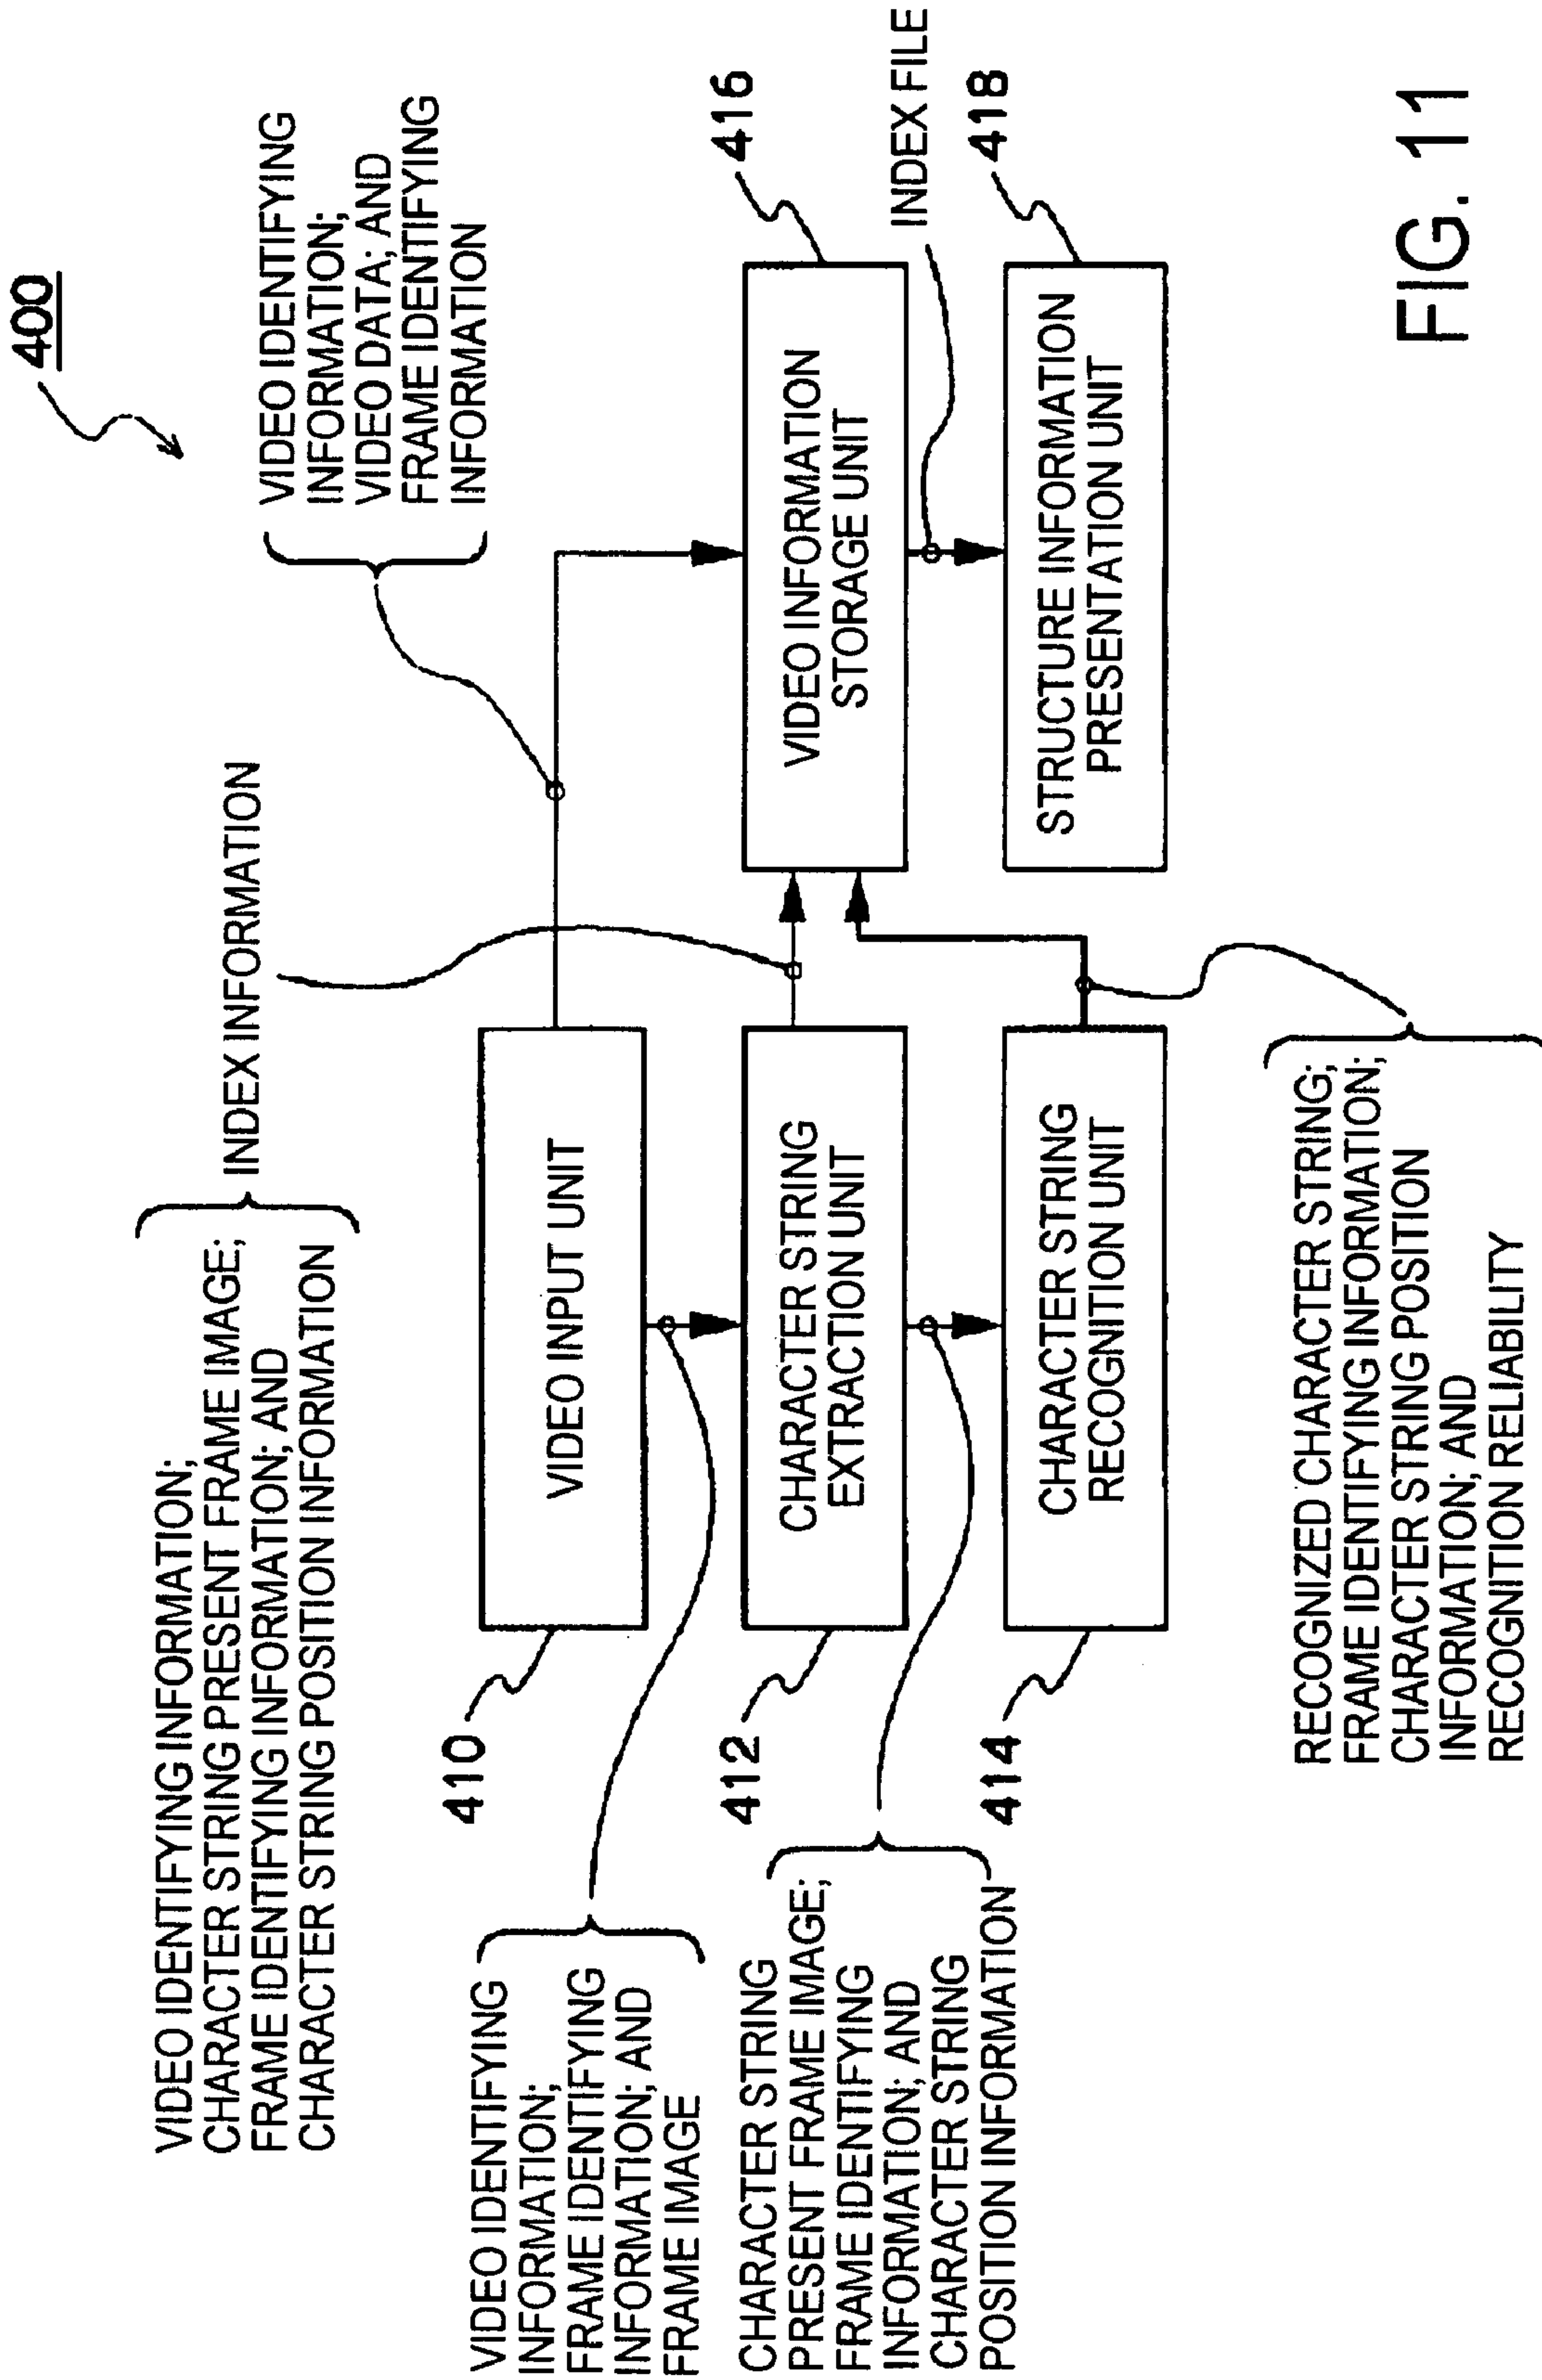 400
VIDEO IDENTIFYING INFORMATION;
CHARACTER STRING PRESENT FRAME IMAGE;
FRAME IDENTIFYING INFORMATION; AND
CHARACTER STRING POSITION INFORMATION
INDEX INFORMATION
VIDEO IDENTIFYING
INFORMATION;
VIDEO DATA; AND
FRAME IDENTIFYING
INFORMATION
VIDEO IDENTIFYING
INFORMATION;
FRAME IDENTIFYING
INFORMATION; AND
FRAME IMAGE
410
VIDEO INPUT UNIT
CHARACTER STRING
PRESENT FRAME IMAGE;
FRAME IDENTIFYING
INFORMATION; AND
CHARACTER STRING
POSITION INFORMATION
412
CHARACTER STRING
EXTRACTION UNIT
VIDEO INFORMATION
STORAGE UNIT
416
INDEX FILE
414
CHARACTER STRING
RECOGNITION UNIT
STRUCTURE INFORMATION
PRESENTATION UNIT
418
RECOGNIZED CHARACTER STRING;
FRAME IDENTIFYING INFORMATION;
CHARACTER STRING POSITION
INFORMATION; AND
RECOGNITION RELIABILITY
FIG. 11